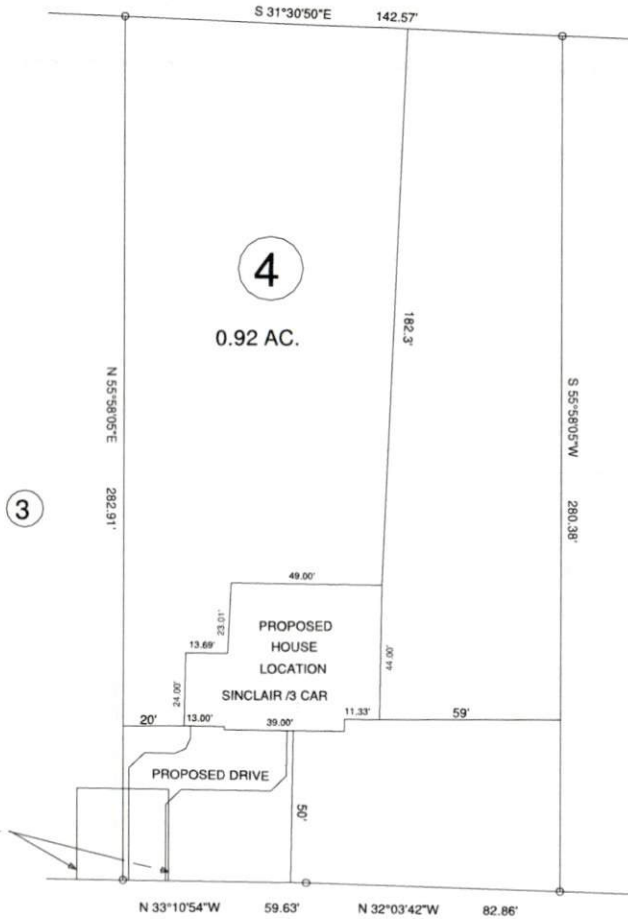 S 31°30'50"E 142.57'
4
0.92 AC.
182.3'
N 55°58'05"E 282.91'
S 55°58'05"W 280.38'
3
49.00'
23.01'
PROPOSED
HOUSE
LOCATION
SINCLAIR /3 CAR
13.69'
44.00'
24.00'
20'
13.00'
39.00'
11.33'
59'
PROPOSED DRIVE
50'
N 33°10'54"W 59.63' N 32°03'42"W 82.86'